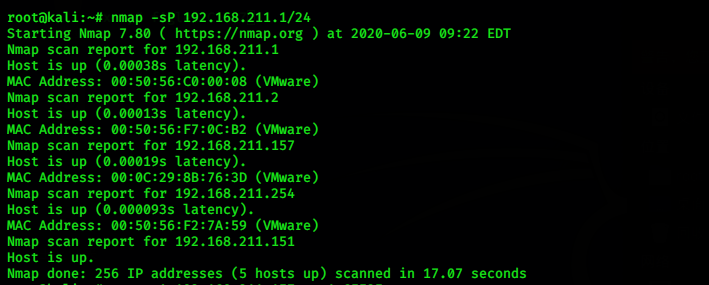 root@kali:~# nmap -sP 192.168.211.1/24
Starting Nmap 7.80 ( https://nmap.org ) at 2020-06-09 09:22 EDT
Nmap scan report for 192.168.211.1
Host is up (0.00038s latency).
MAC Address: 00:50:56:C0:00:08 (VMware)
Nmap scan report for 192.168.211.2
Host is up (0.00013s latency).
MAC Address: 00:50:56:F7:0C:B2 (VMware)
Nmap scan report for 192.168.211.157
Host is up (0.00019s latency).
MAC Address: 00:0C:29:8B:76:3D (VMware)
Nmap scan report for 192.168.211.254
Host is up (0.000093s latency).
MAC Address: 00:50:56:F2:7A:59 (VMware)
Nmap scan report for 192.168.211.151
Host is up.
Nmap done: 256 IP addresses (5 hosts up) scanned in 17.07 seconds